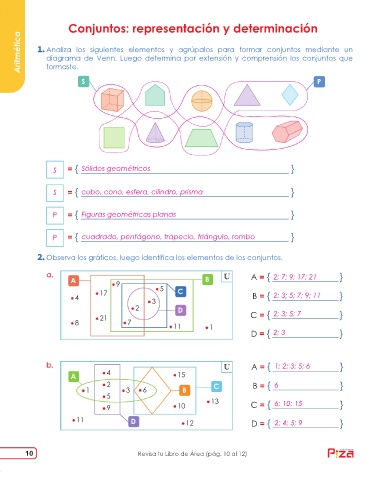 Aritmética
Conjuntos: representación y determinación
1. Analiza los siguientes elementos y agrúpalos para formar conjuntos mediante un
diagrama de Venn. Luego determina por extensión y comprensión los conjuntos que
formaste.
S P
S = { Sólidos geométricos }
S = { cubo, cono, esfera, cilindro, prisma }
P = { Figuras geométricas planas }
P = { cuadrado, pentágono, trapecio, triángulo, rombo }
2. Observa los gráficos, luego identifica los elementos de los conjuntos.
a.
A B U
•9
•5 C
•17
•4
•3
•2 D
•21
•8 •7
•11 •1
A = { 2; 7; 9; 17; 21 }
B = { 2; 3; 5; 7; 9; 11 }
C = { 2; 3; 5; 7 }
D = { 2; 3 }
b.
U
A •4 •15
•2 C
•1 •3 •6 B
•5
•9 •10 •13
•11 D •12
A = { 1; 2; 3; 5; 6 }
B = { 6 }
C = { 6; 10; 15 }
D = { 2; 4; 5; 9 }
10 Revisa tu Libro de Área (pág. 10 al 12)